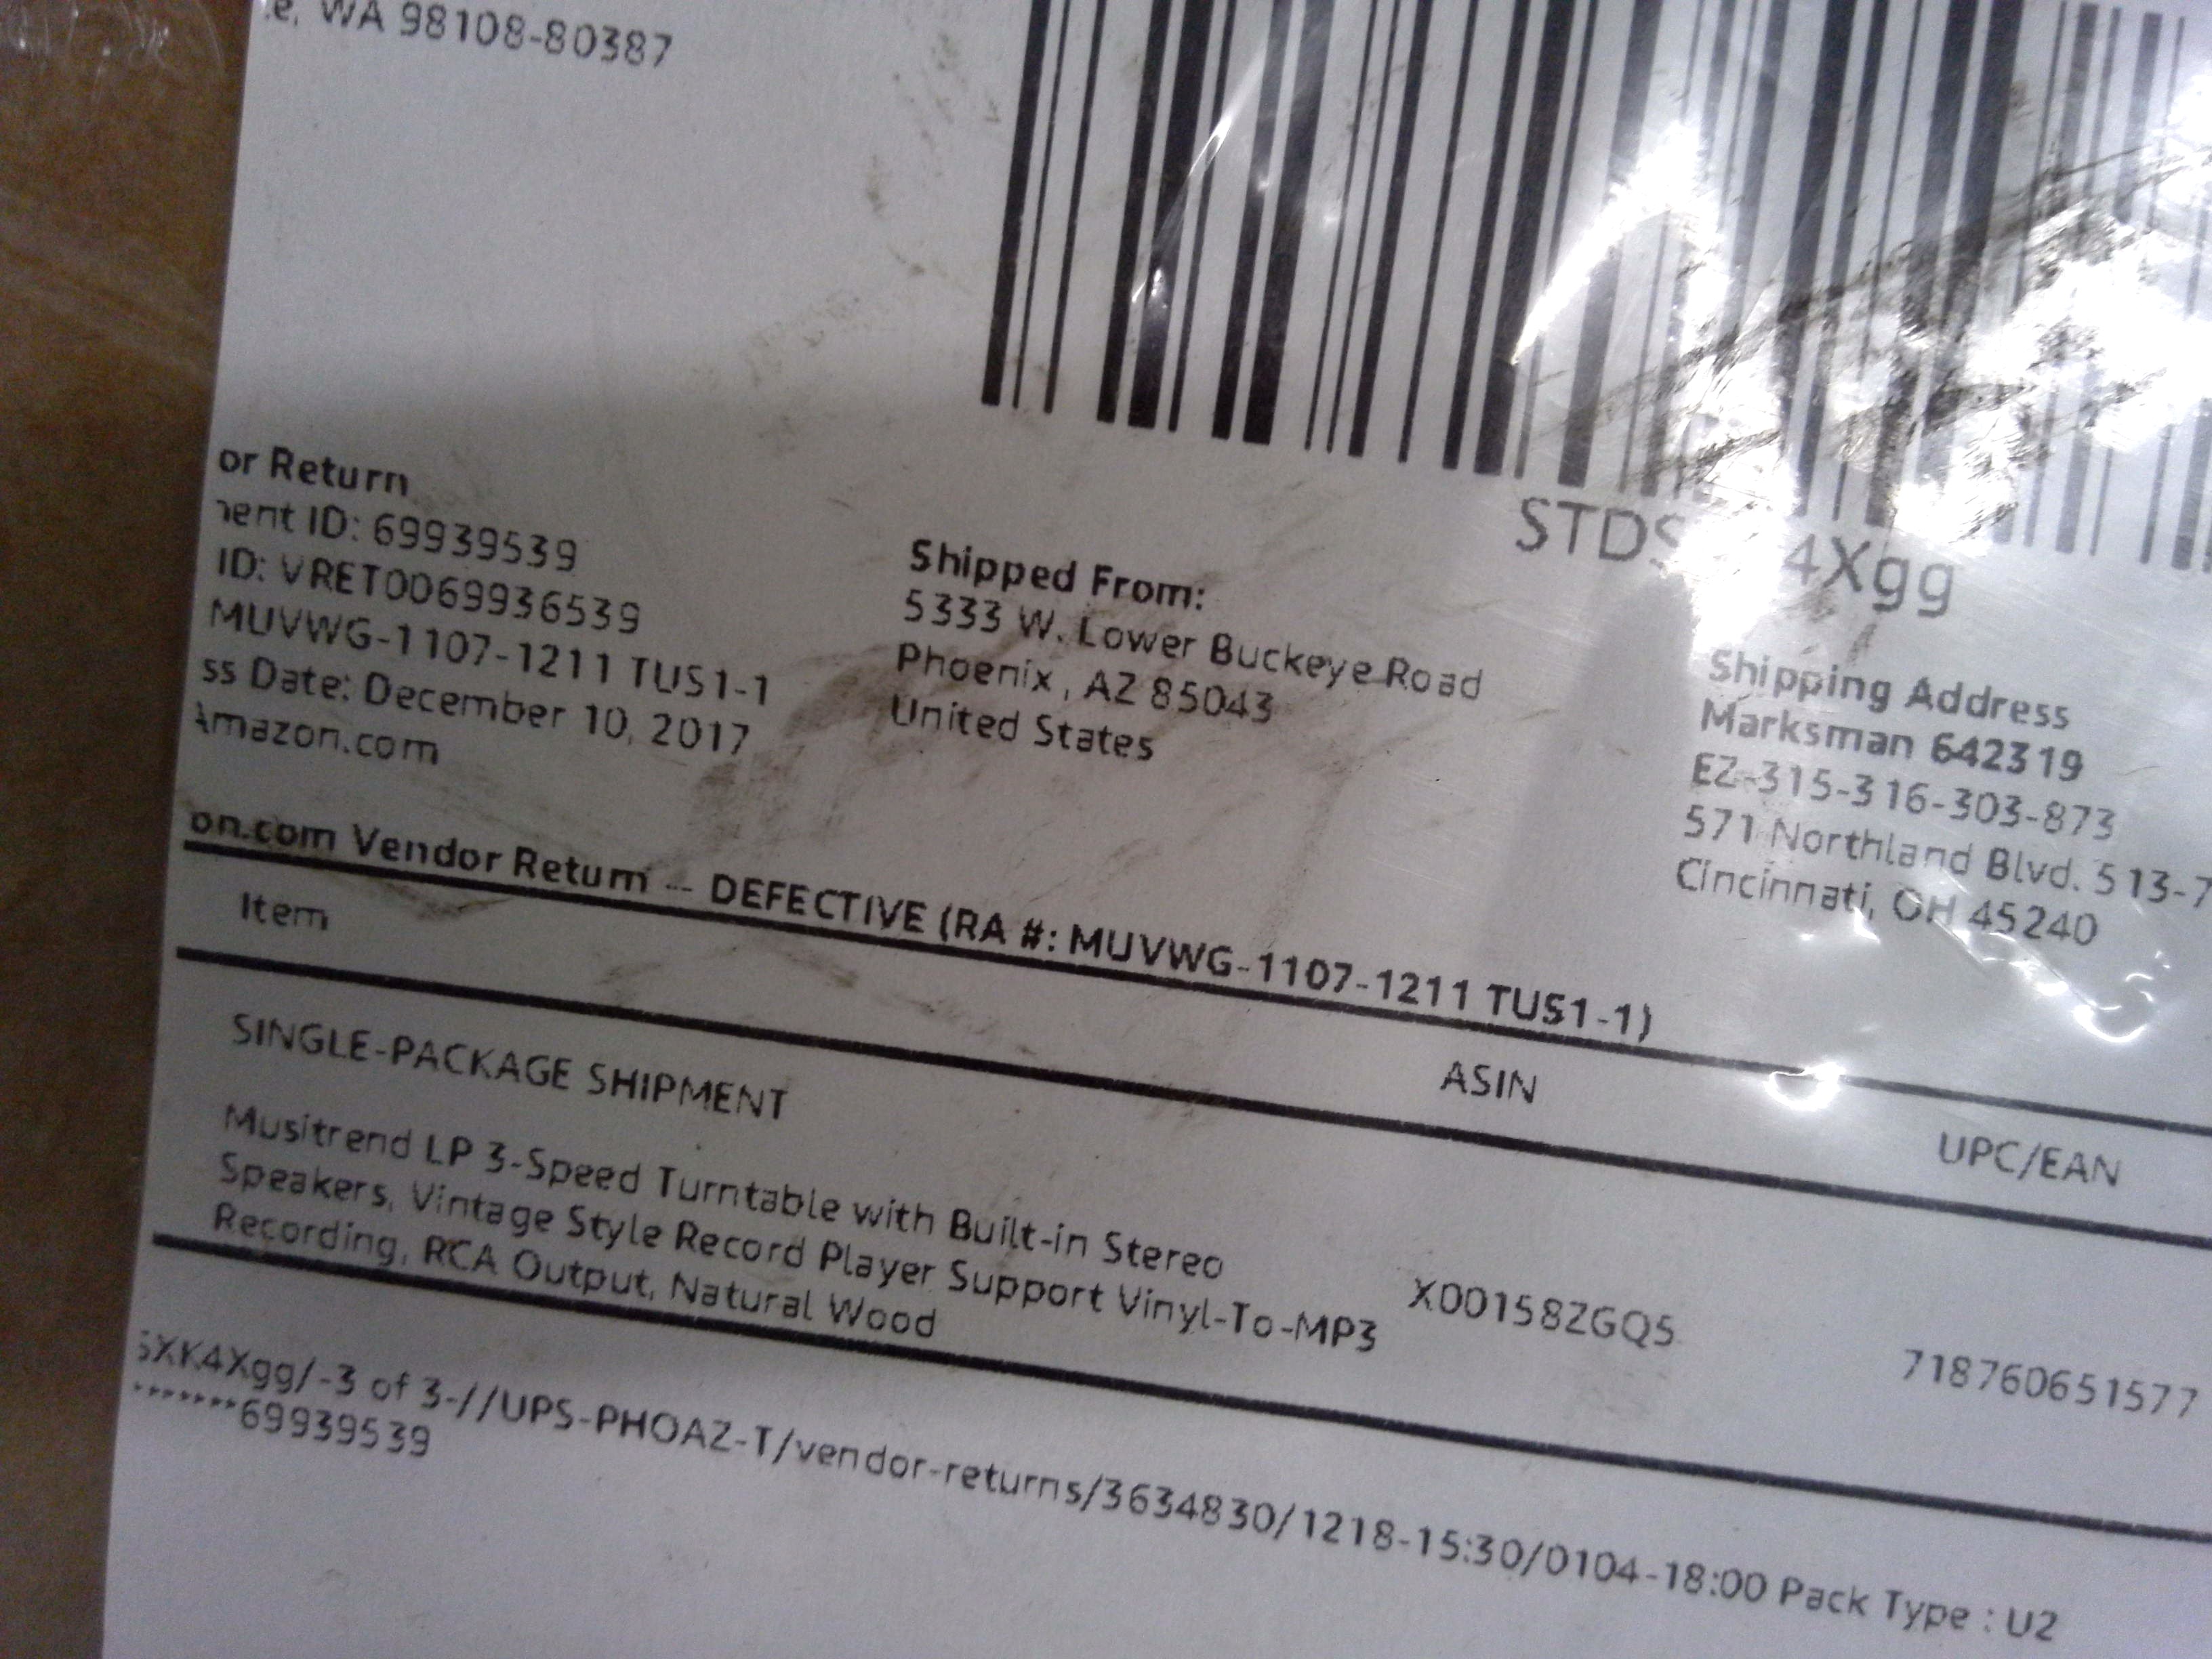 WA 98108-80387
STDS 4Xgg
or Return
ent ID: 69939539
ID: VRET0069936539
MUVWG-1107-1211 TUS1-1
ss Date: December 10, 2017
Amazon.com
Shipped From:
5333 W. Lower Buckeye Road
Phoenix, AZ 85043
United States
Shipping Address
Marksman 642319
EZ-315-316-303-873
571 Northland Blvd. 513-7
Cincinnati, OH 45240
on.com Vendor Return -- DEFECTIVE (RA #: MUVWG-1107-1211 TUS1-1)
Item ASIN UPC/EAN
SINGLE-PACKAGE SHIPMENT
Musitrend LP 3-Speed Turntable with Built-in Stereo
Speakers, Vintage Style Record Player Support Vinyl-To-MP3
Recording, RCA Output, Natural Wood
X00158ZGQ5
718760651577
XK4Xgg/-3 of 3-//UPS-PHOAZ-T/vendor-returns/3634830/1218-15:30/0104-18:00 Pack Type : U2
*******69939539